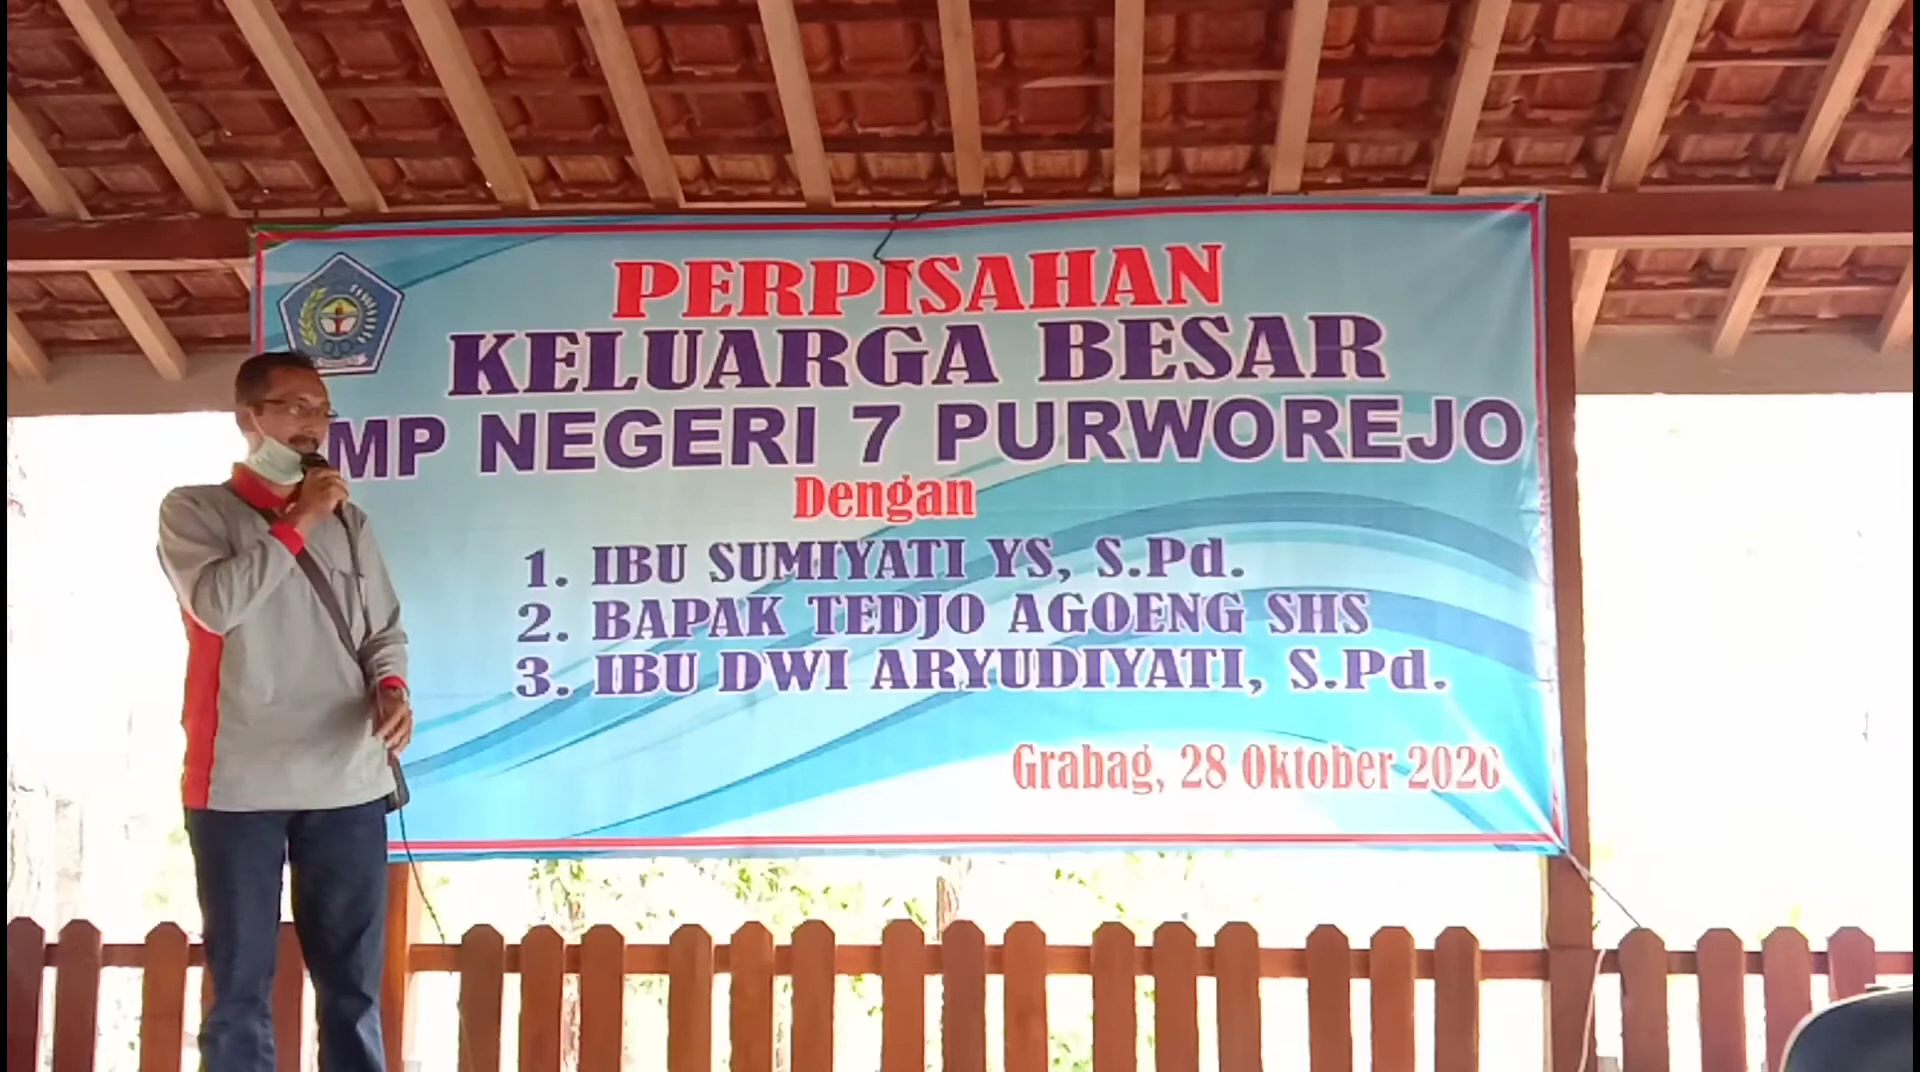 PERPISAHAN
KELUARGA BESAR
MP NEGERI 7 PURWOREJO
Dengan
1. IBU SUMIYATI YS, S.Pd.
2. BAPAK TEDJO AGOENG SHS
3. IBU DWI ARYUDIYATI, S.Pd.
Grabag, 28 Oktober 2020